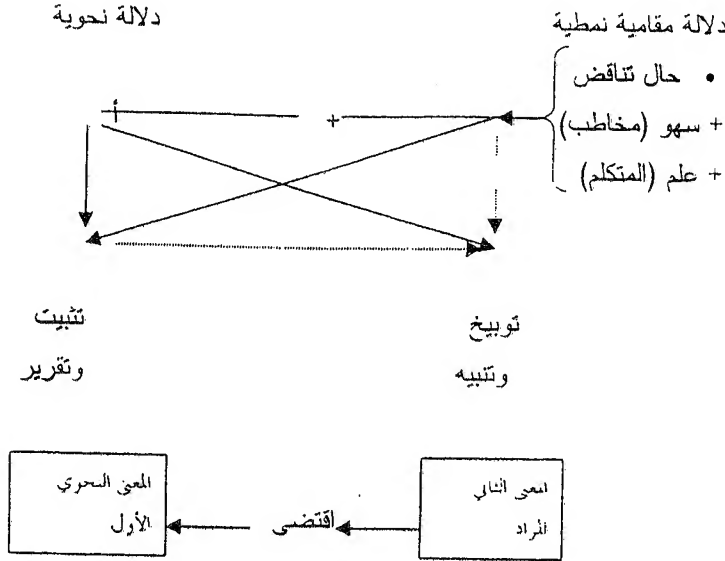 دلالة مقامية نمطية
دلالة نحوية
• حال تناقض
+ سهو (مخاطب)
+ علم (المتكلم)
+
أ
توبيخ
وتنبيه
تثبيت
وتقرير
المعنى الثاني
المراد
اقتضى
المعنى النحوي
الأول